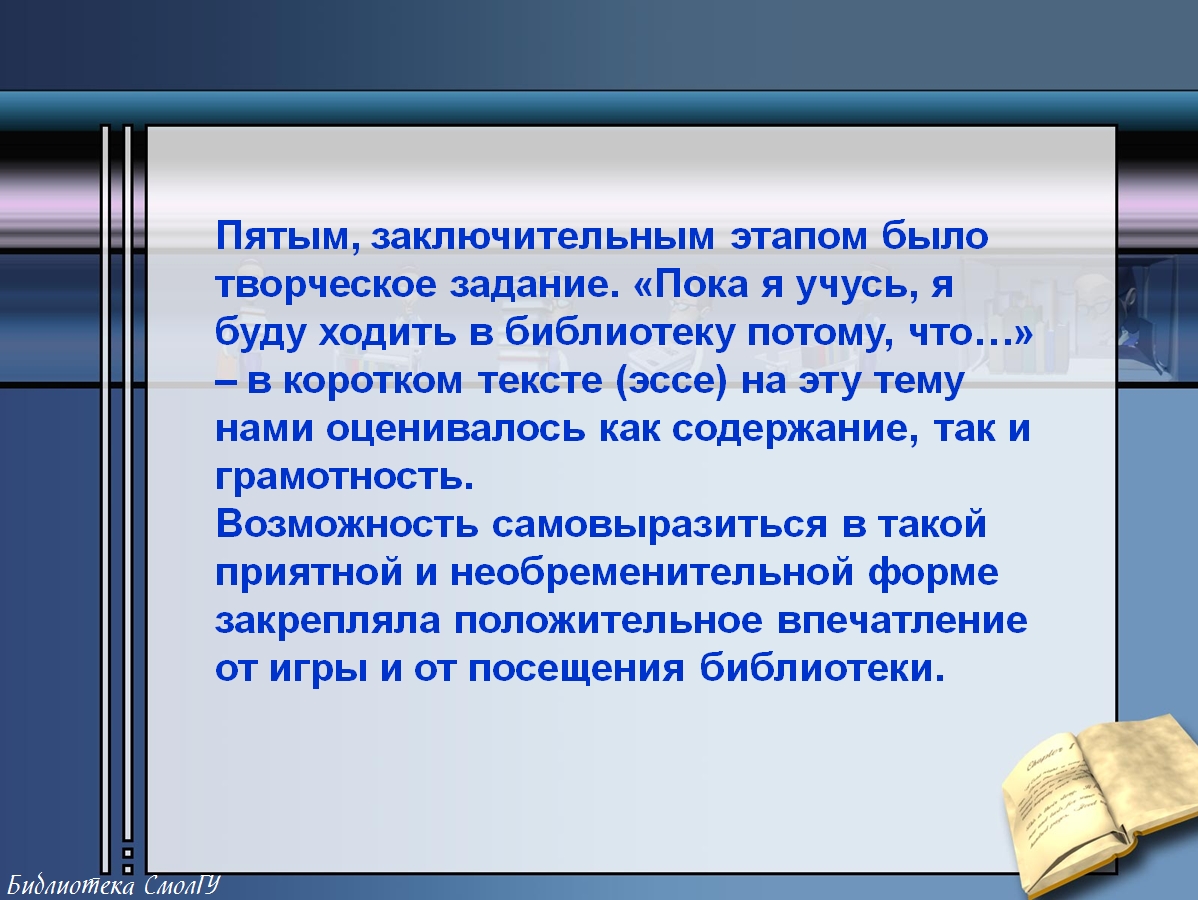 Пятым, заключительным этапом было
творческое задание. «Пока я учусь, я
буду ходить в библиотеку потому, что…»
– в коротком тексте (эссе) на эту тему
нами оценивалось как содержание, так и
грамотность.
Возможность самовыразиться в такой
приятной и необременительной форме
закрепляла положительное впечатление
от игры и от посещения библиотеки.
Chapter 1
Библиотека СмолГУ